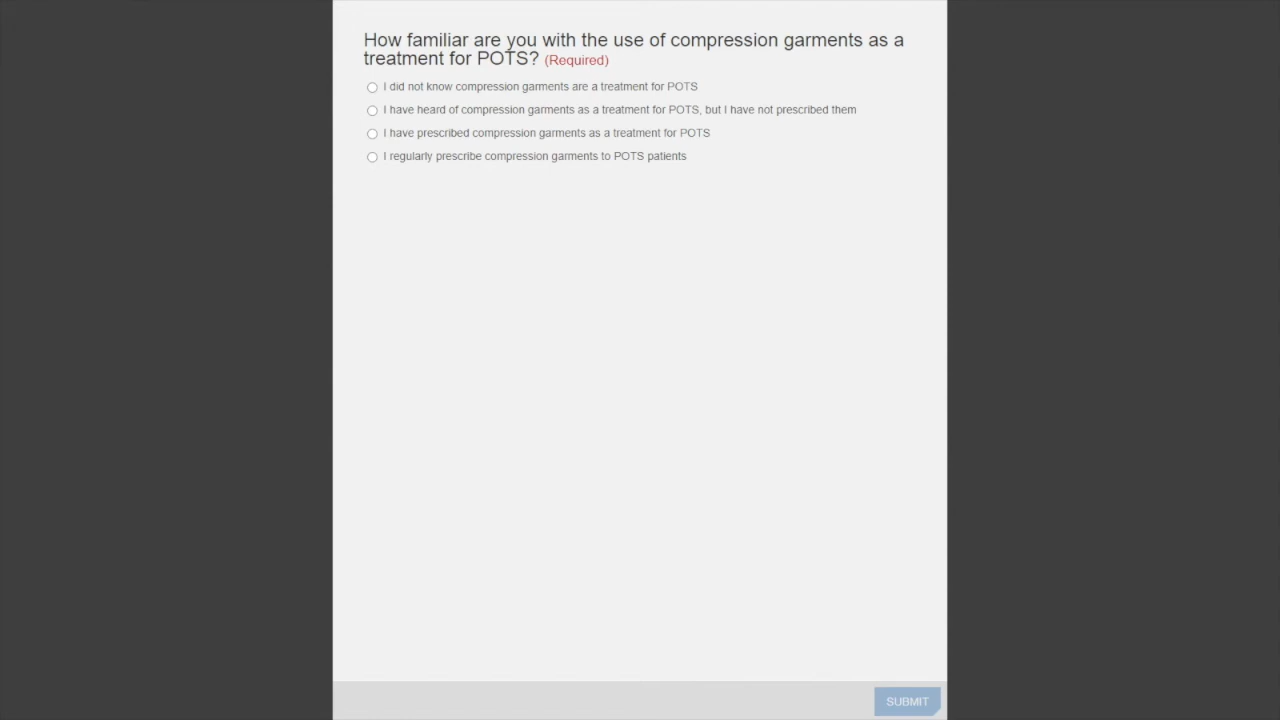 How familiar are you with the use of compression garments as a
treatment for POTS? (Required)
I did not know compression garments are a treatment for POTS
I have heard of compression garments as a treatment for POTS, but I have not prescribed them
I have prescribed compression garments as a treatment for POTS
I regularly prescribe compression garments to POTS patients
SUBMIT